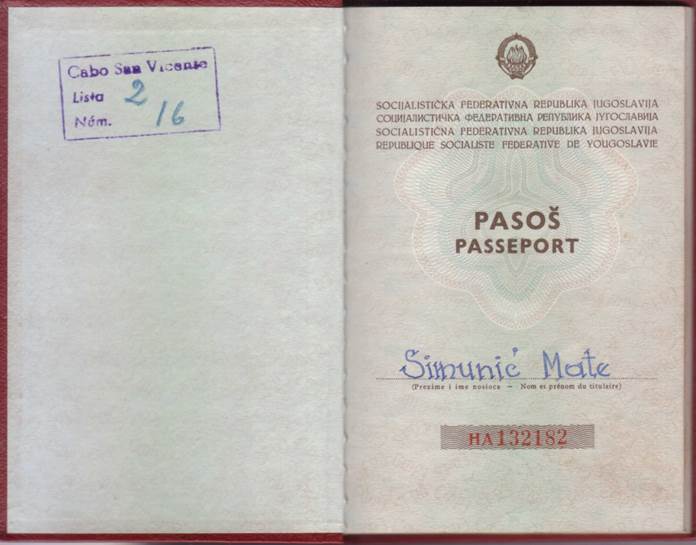 Cabo San Vicente
Lista 2
Núm. 16
SOCIJALISTIČKA FEDERATIVNA REPUBLIKA JUGOSLAVIJA
СОЦИЈАЛИСТИЧКА ФЕДЕРАТИВНА РЕПУБЛИКА ЈУГОСЛАВИЈА
SOCIALISTIČNA FEDERATIVNA REPUBLIKA JUGOSLAVIJA
REPUBLIQUE SOCIALISTE FEDERATIVE DE YOUGOSLAVIE
PASOŠ
PASSEPORT
Simunić Mate
(Prezime i ime nosioca — Nom et prénom du titulaire)
HA132182